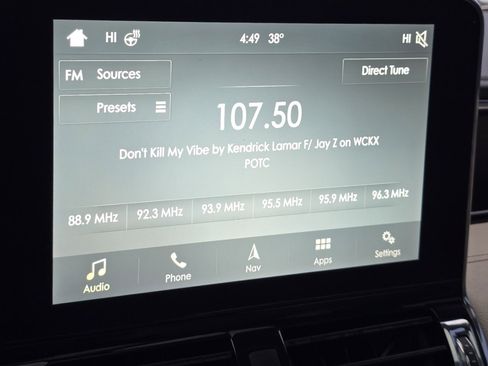 HI 4:49 38° HI
FM Sources
Direct Tune
Presets
107.50
Don't Kill My Vibe by Kendrick Lamar F/ Jay Z on WCKX
POTC
88.9 MHz 92.3 MHz 93.9 MHz 95.5 MHz 95.9 MHz 96.3 MHz
Audio Phone Nav Apps Settings